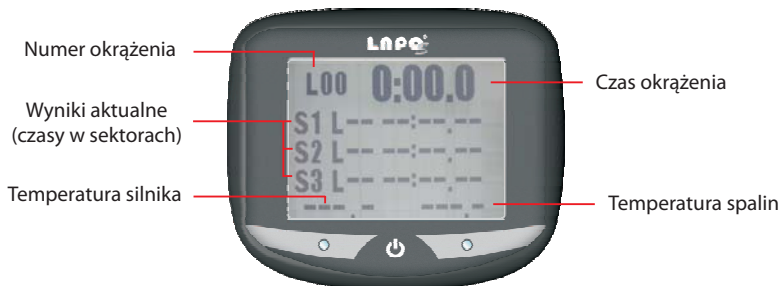 Numer okrążenia
L00 0:00.0
Czas okrążenia
Wyniki aktualne
(czasy w sektorach)
S1 L-- --:--.--
S2 L-- --:--.--
S3 L-- --:--.--
Temperatura silnika
---.- ---.-
Temperatura spalin